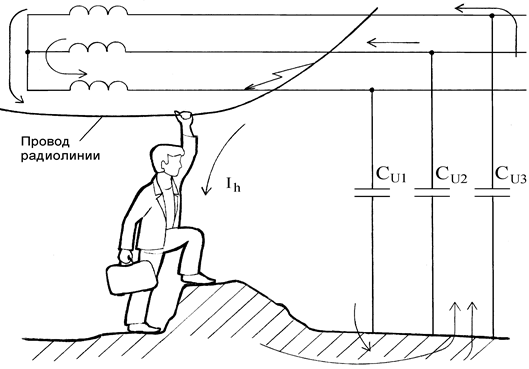 Провод
радиолинии
I_h
C_U1
C_U2
C_U3